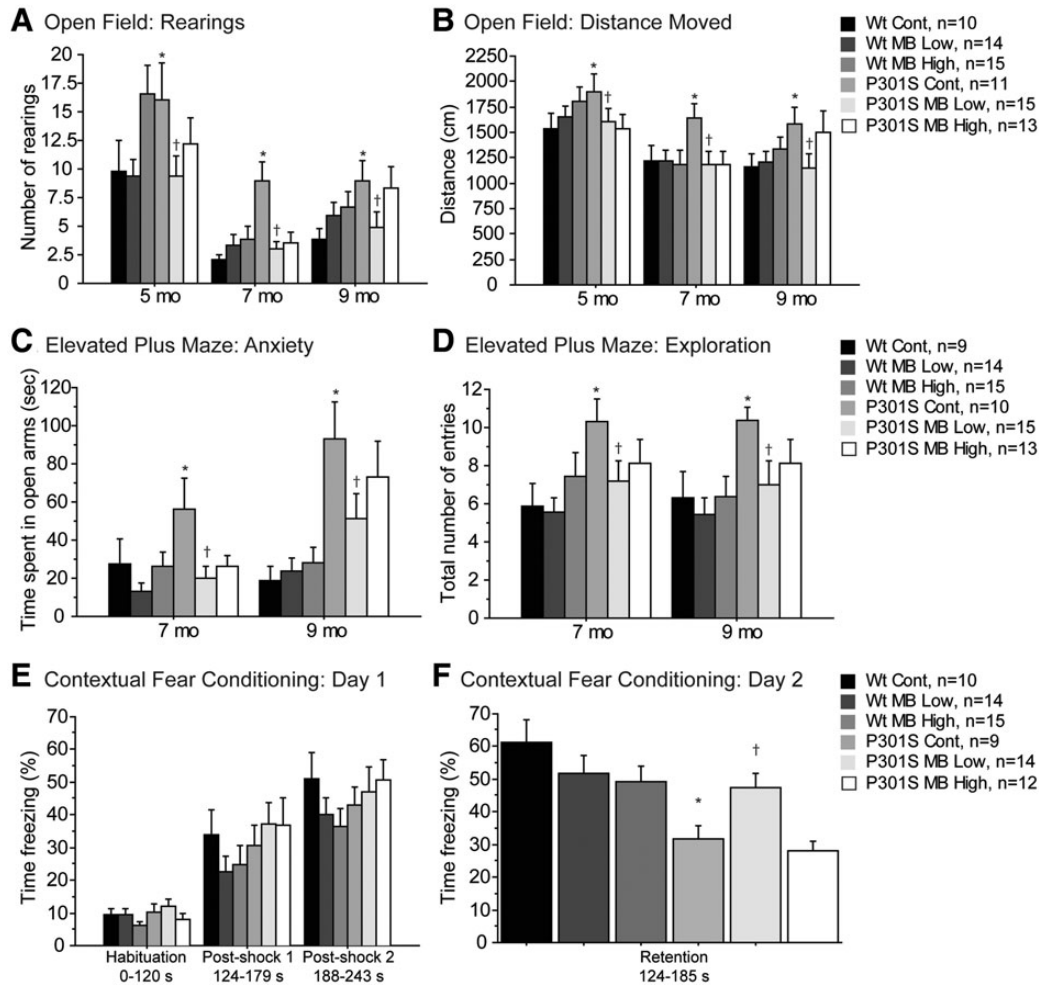 A Open Field: Rearings
Number of rearings
20
17.5
15
12.5
10
7.5
5
2.5
0
* † * † * †
5 mo 7 mo 9 mo
B Open Field: Distance Moved
Distance (cm)
2250
2000
1750
1500
1250
1000
750
500
250
0
* † * † * †
5 mo 7 mo 9 mo
Wt Cont, n=10
Wt MB Low, n=14
Wt MB High, n=15
P301S Cont, n=11
P301S MB Low, n=15
P301S MB High, n=13
C Elevated Plus Maze: Anxiety
Time spent in open arms (sec)
120
100
80
60
40
20
0
* † * †
7 mo 9 mo
D Elevated Plus Maze: Exploration
Total number of entries
12
10
8
6
4
2
0
* † * †
7 mo 9 mo
Wt Cont, n=9
Wt MB Low, n=14
Wt MB High, n=15
P301S Cont, n=10
P301S MB Low, n=15
P301S MB High, n=13
E Contextual Fear Conditioning: Day 1
Time freezing (%)
70
60
50
40
30
20
10
0
Habituation Post-shock 1 Post-shock 2
0-120 s 124-179 s 188-243 s
F Contextual Fear Conditioning: Day 2
Time freezing (%)
70
60
50
40
30
20
10
0
* †
Retention
124-185 s
Wt Cont, n=10
Wt MB Low, n=14
Wt MB High, n=15
P301S Cont, n=9
P301S MB Low, n=14
P301S MB High, n=12